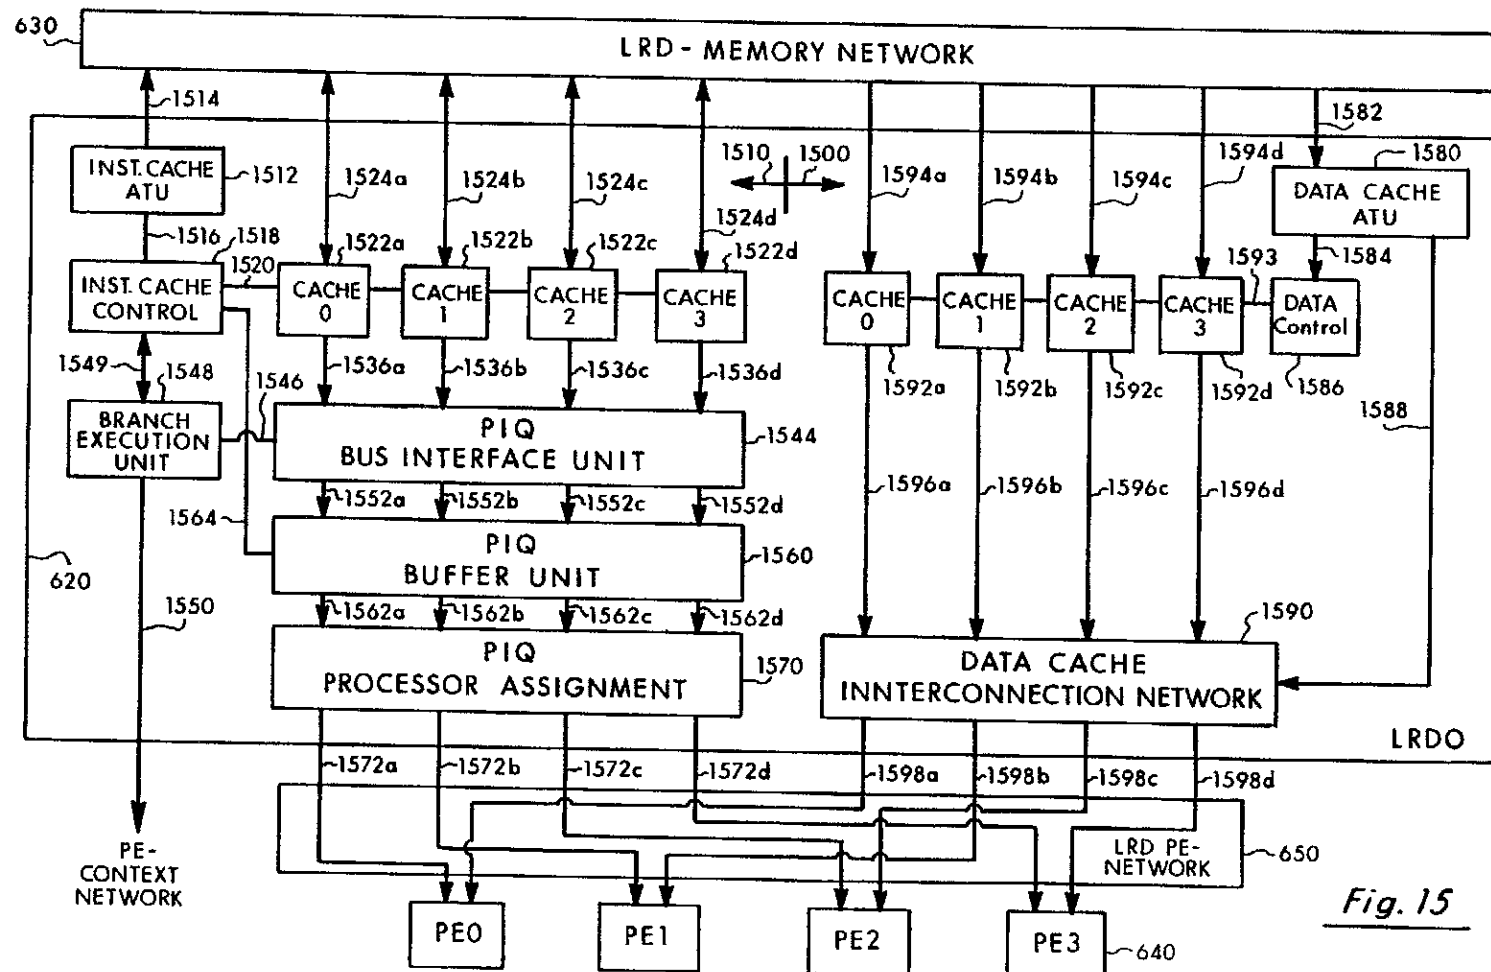 630
LRD - MEMORY NETWORK
1514
1582
INST. CACHE
ATU
1512
1524a
1524b
1524c
1524d
1510
1500
1594a
1594b
1594c
1594d
1580
DATA CACHE
ATU
1516
1518
1520
1522a
1522b
1522c
1522d
1593
1584
INST. CACHE
CONTROL
CACHE
0
CACHE
1
CACHE
2
CACHE
3
CACHE
0
CACHE
1
CACHE
2
CACHE
3
DATA
Control
1549
1548
1546
1536a
1536b
1536c
1536d
1592a
1592b
1592c
1592d
1586
1588
BRANCH
EXECUTION
UNIT
PIQ
BUS INTERFACE UNIT
1544
1552a
1552b
1552c
1552d
1596a
1596b
1596c
1596d
1564
PIQ
BUFFER UNIT
1560
620
1550
1562a
1562b
1562c
1562d
1590
PIQ
PROCESSOR ASSIGNMENT
1570
DATA CACHE
INNTERCONNECTION NETWORK
LRDO
1572a
1572b
1572c
1572d
1598a
1598b
1598c
1598d
PE-
CONTEXT
NETWORK
LRD PE-
NETWORK
650
PE0
PE1
PE2
PE3
640
Fig. 15